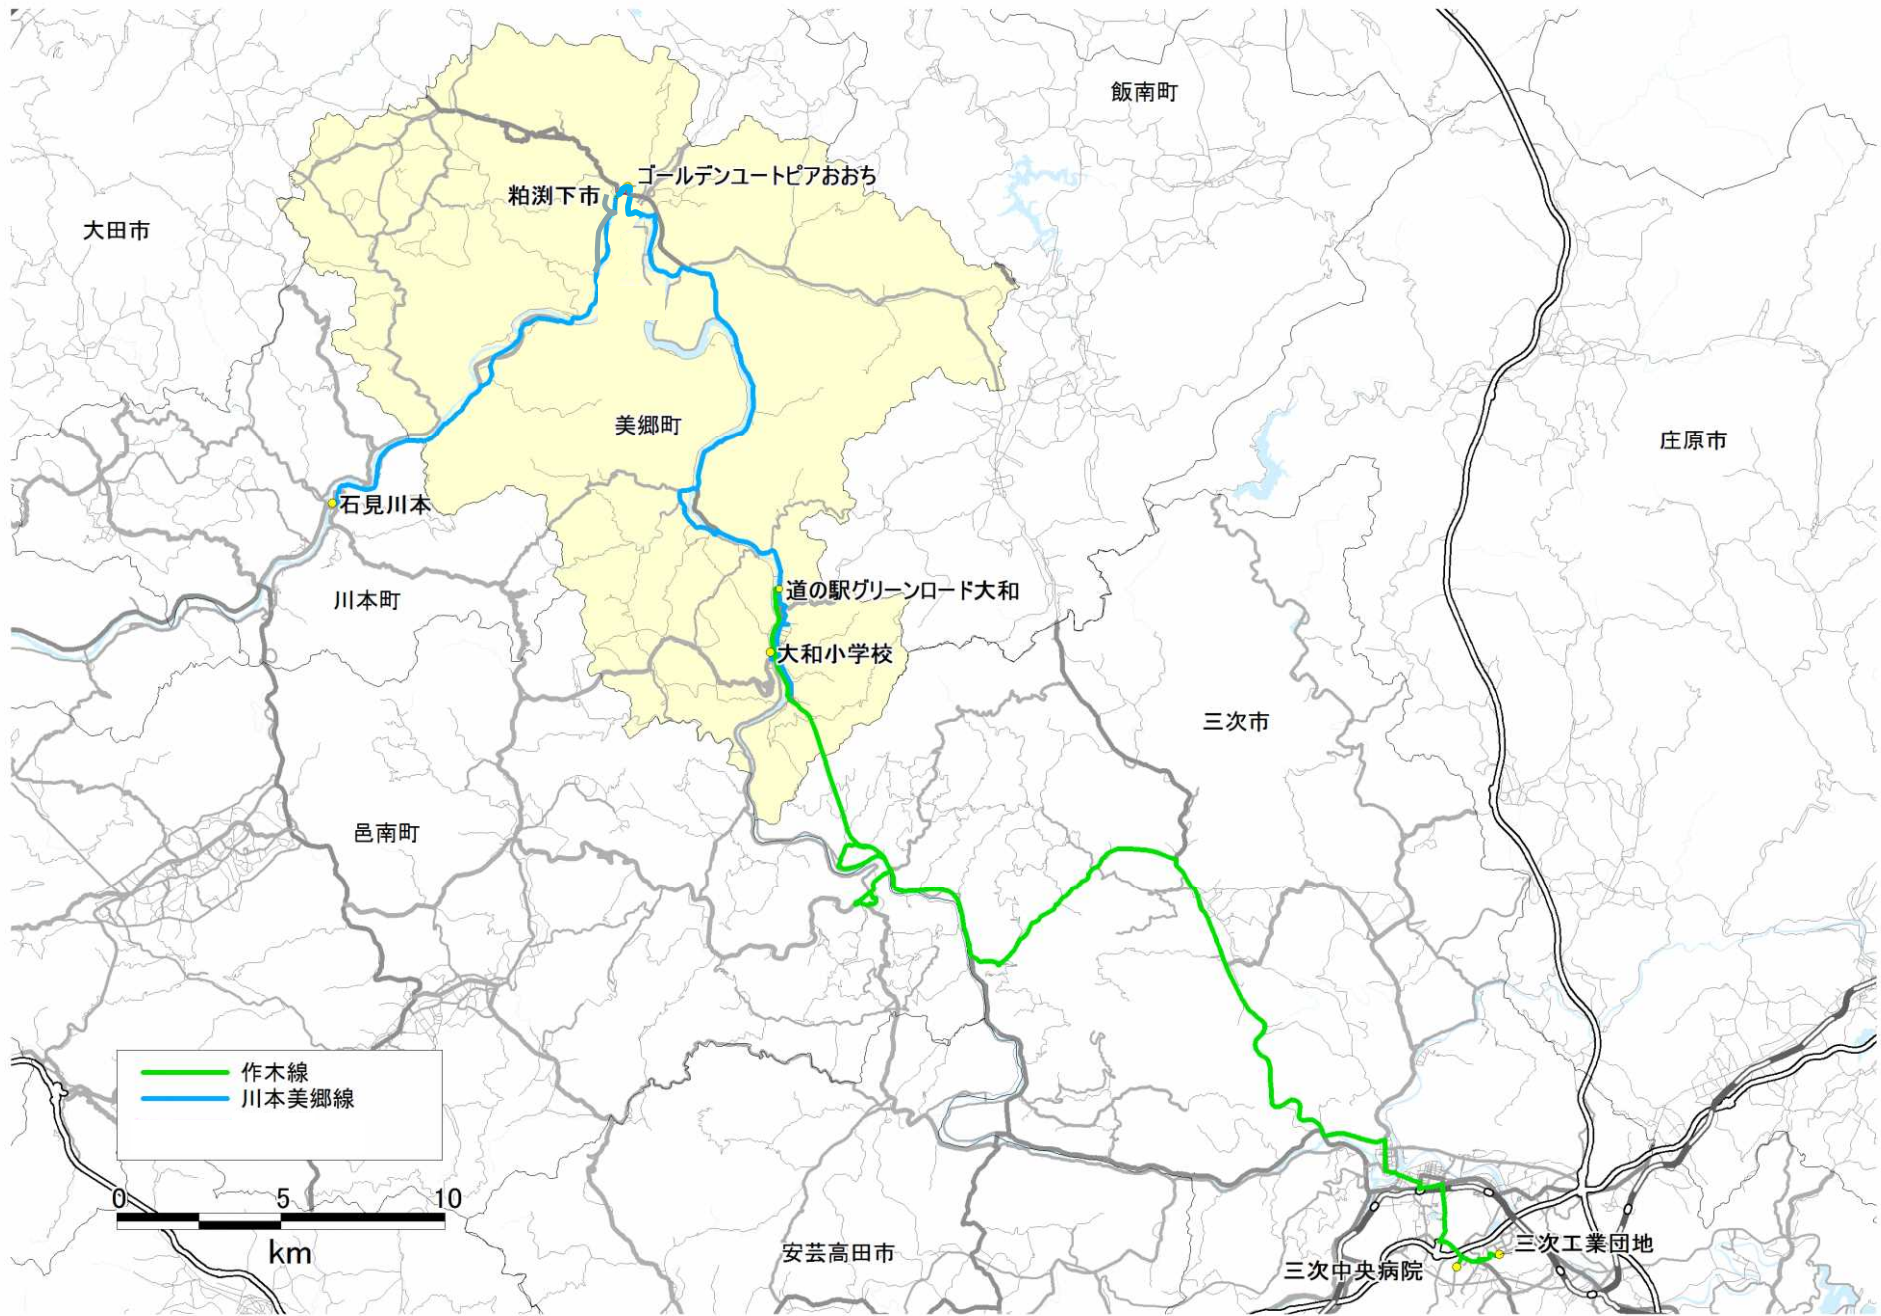 飯南町
ゴールデンユートピアおおち
粕渕下市
大田市
美郷町
庄原市
石見川本
道の駅グリーンロード大和
川本町
大和小学校
三次市
邑南町
作木線
川本美郷線
0 5 10
km
安芸高田市
三次工業団地
三次中央病院